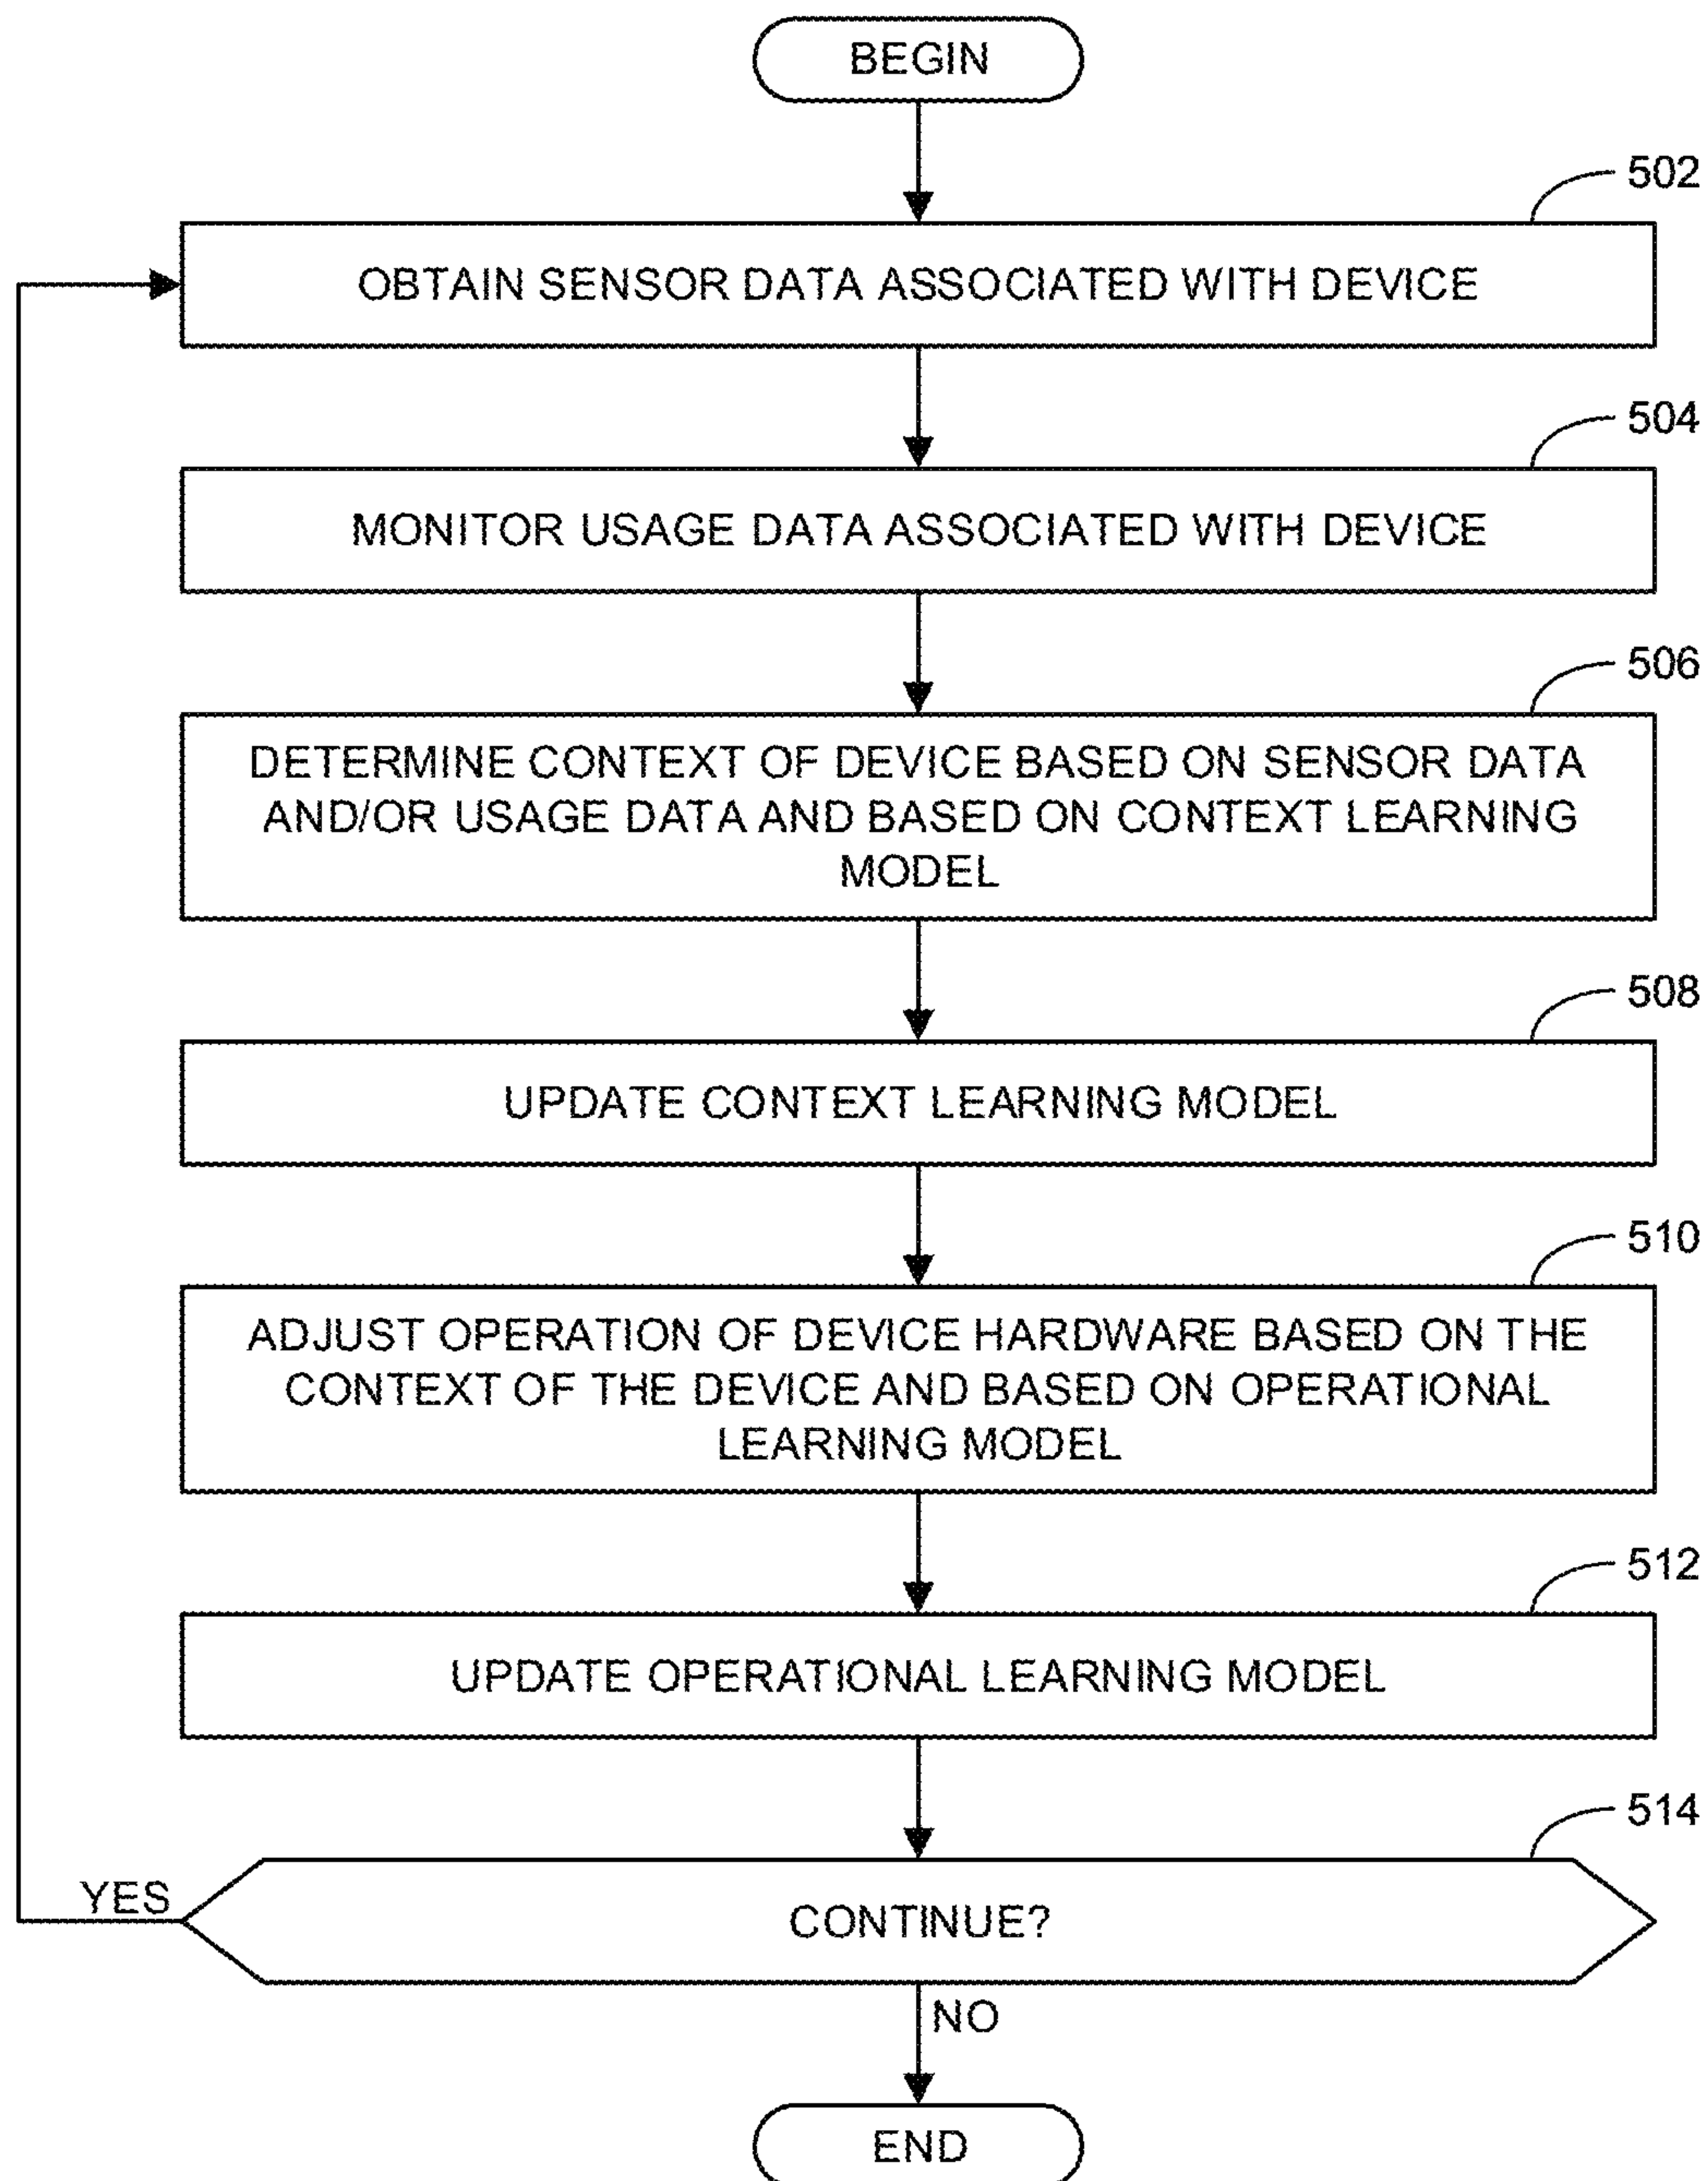 BEGIN
502
OBTAIN SENSOR DATA ASSOCIATED WITH DEVICE
504
MONITOR USAGE DATA ASSOCIATED WITH DEVICE
506
DETERMINE CONTEXT OF DEVICE BASED ON SENSOR DATA
AND/OR USAGE DATA AND BASED ON CONTEXT LEARNING
MODEL
508
UPDATE CONTEXT LEARNING MODEL
510
ADJUST OPERATION OF DEVICE HARDWARE BASED ON THE
CONTEXT OF THE DEVICE AND BASED ON OPERATIONAL
LEARNING MODEL
512
UPDATE OPERATIONAL LEARNING MODEL
514
YES
CONTINUE?
NO
END